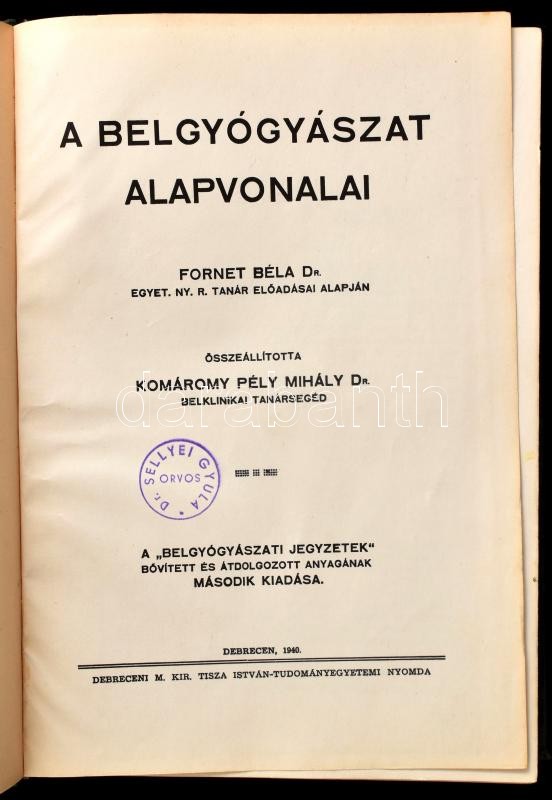 A BELGYÓGYÁSZAT
ALAPVONALAI
FORNET BÉLA Dr.
EGYET. NY. R. TANÁR ELŐADÁSAI ALAPJÁN
ÖSSZEÁLLÍTOTTA
KOMÁROMY PÉLY MIHÁLY Dr.
BELKLINIKAI TANÁRSEGÉD
darabanth
Dr. SELLYEI GYULA
ORVOS
A „BELGYÓGYÁSZATI JEGYZETEK“
BŐVÍTETT ÉS ÁTDOLGOZOTT ANYAGÁNAK
MÁSODIK KIADÁSA.
DEBRECEN, 1940.
DEBRECENI M. KIR. TISZA ISTVÁN-TUDOMÁNYEGYETEMI NYOMDA